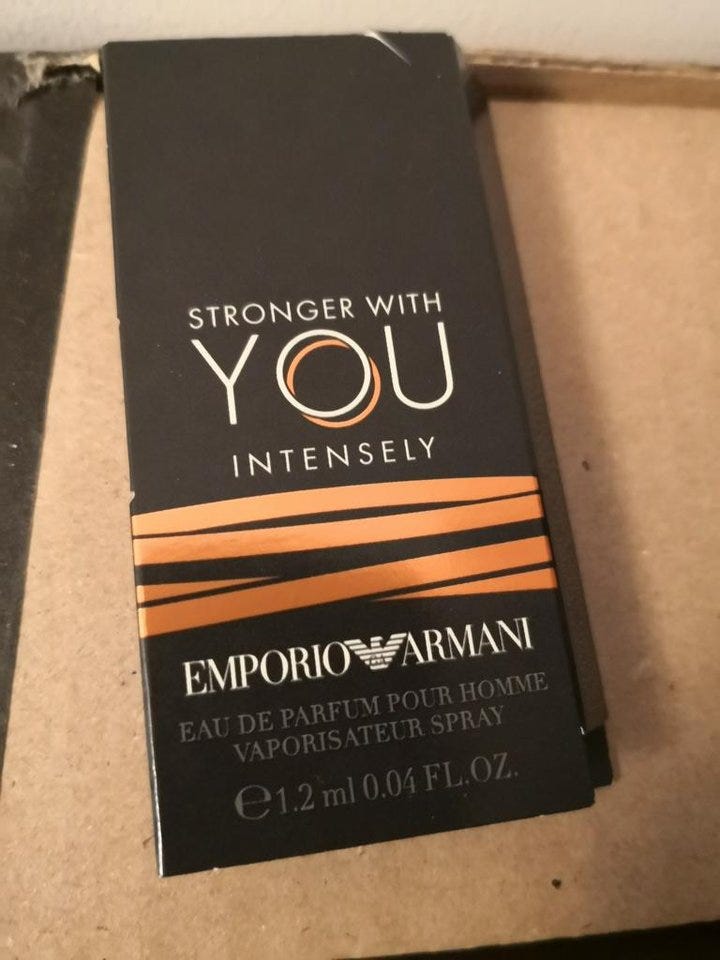 STRONGER WITH
YOU
INTENSELY
EMPORIO ARMANI
EAU DE PARFUM POUR HOMME
VAPORISATEUR SPRAY
℮ 1.2 ml 0.04 FL.OZ.